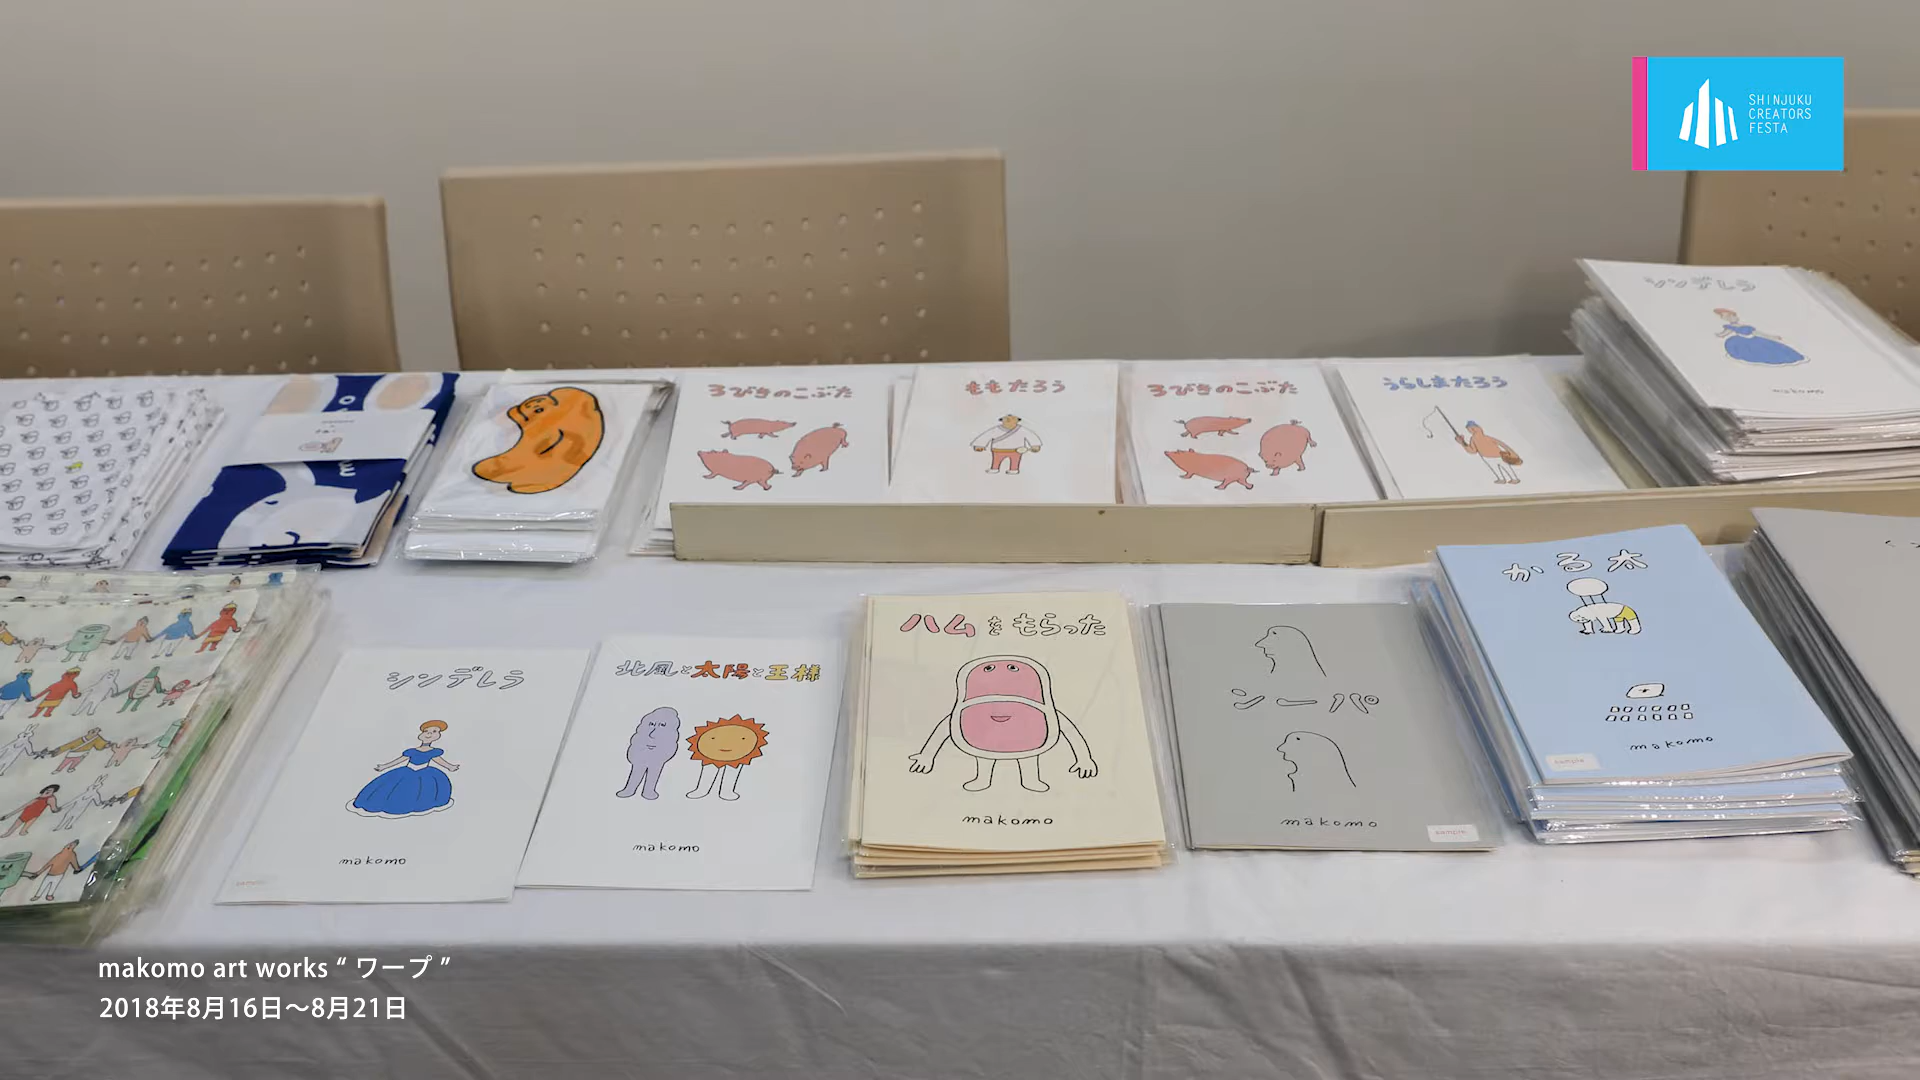 SHINJUKU
CREATORS
FESTA
シンデレラ
makomo
3びきのこぶた
ももたろう
3びきのこぶた
うらしまたろう
かる太
makomo
sample
ハムをもらった
makomo
シーパ
makomo
sample
シンデレラ
makomo
北風と太陽と王様
makomo
makomo art works “ ワープ ”
2018年8月16日～8月21日